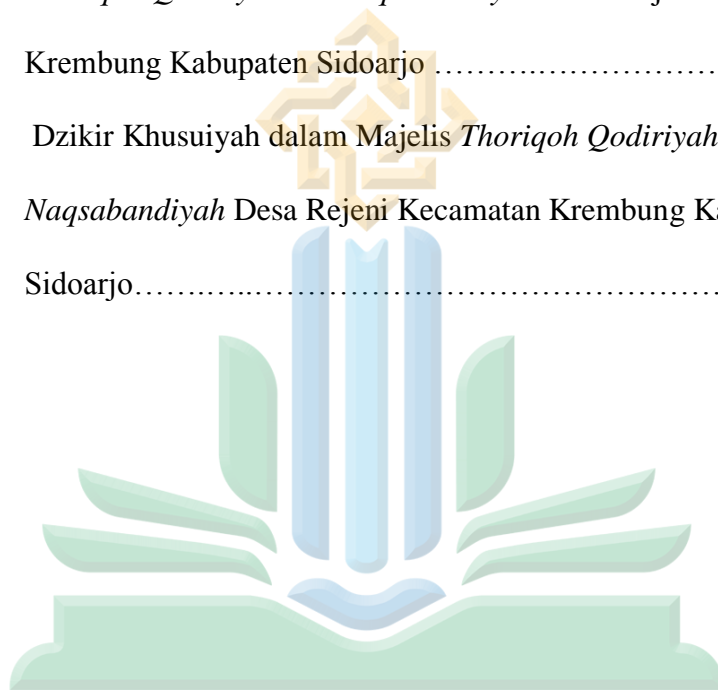 Krembung Kabupaten Sidoarjo ……….………………
Dzikir Khusuiyah dalam Majelis Thoriqoh Qodiriyah
Naqsabandiyah Desa Rejeni Kecamatan Krembung
Sidoarjo…….…..………………………………………